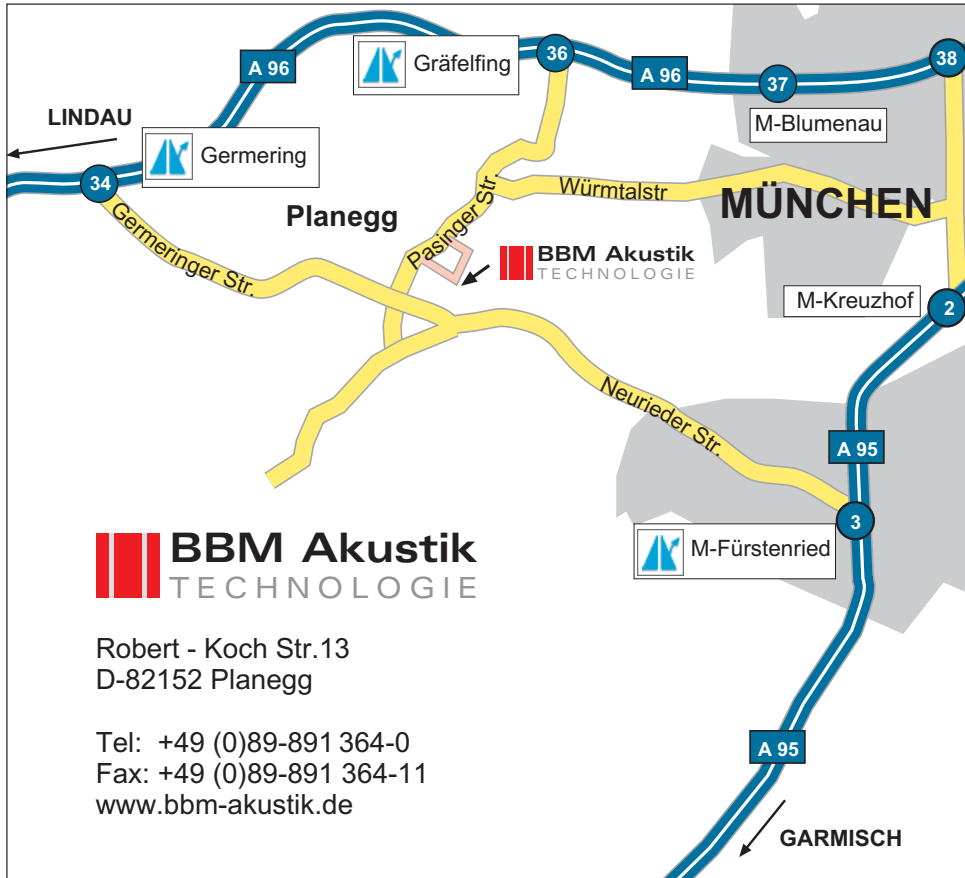 36
38
Gräfelfing
A 96
A 96
37
LINDAU
M-Blumenau
Germering
34
Würmtalstr
MÜNCHEN
Planegg
Pasinger Str.
Germeringer Str.
BBM Akustik
TECHNOLOGIE
M-Kreuzhof
2
Neurieder Str.
A 95
3
M-Fürstenried
BBM Akustik
TECHNOLOGIE
Robert - Koch Str.13
D-82152 Planegg
Tel: +49 (0)89-891 364-0
Fax: +49 (0)89-891 364-11
www.bbm-akustik.de
A 95
GARMISCH